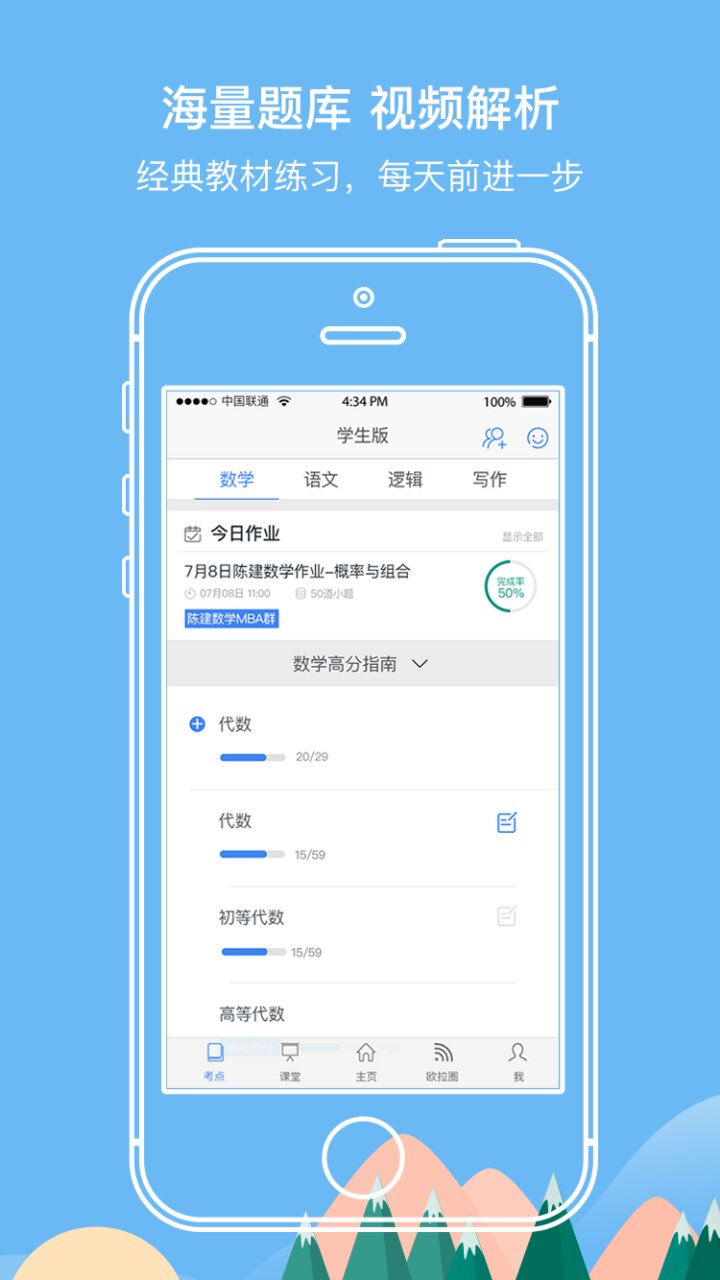 海量题库 视频解析
经典教材练习，每天前进一步
中国联通 4:34 PM 100%
学生版
数学 语文 逻辑 写作
今日作业 显示全部
7月8日陈建数学作业-概率与组合
07月08日 11:00 50道小题
完成率
50%
陈建数学MBA群
数学高分指南
代数
20/29
代数
15/59
初等代数
15/59
高等代数
考点 课堂 主页 欧拉圈 我